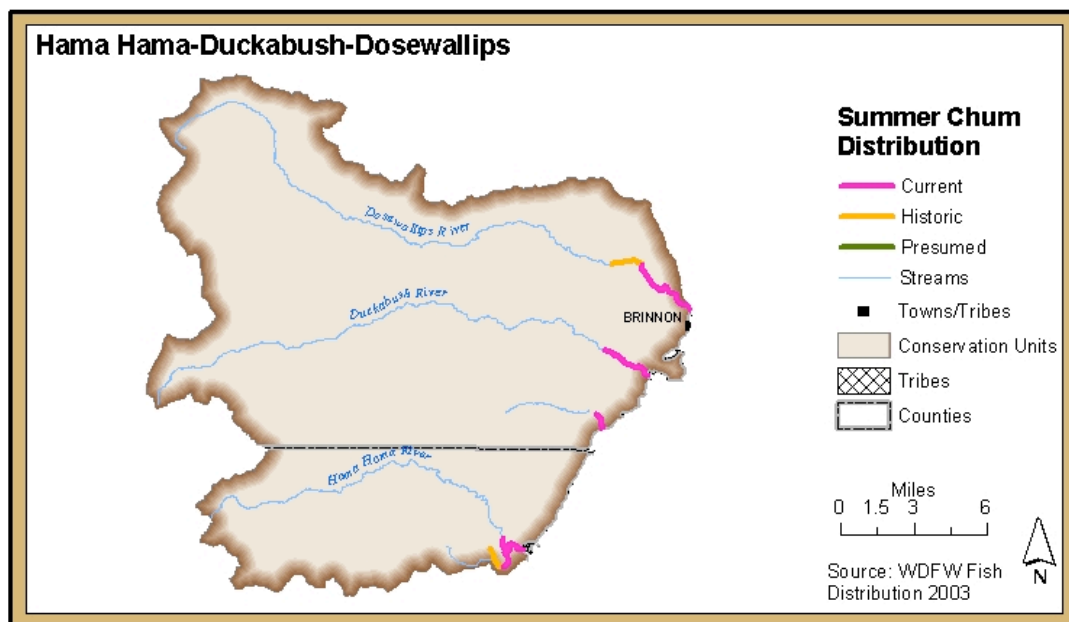 Hama Hama-Duckabush-Dosewallips
Dosewallips River
Duckabush River
BRINNON
Hama Hama River
Summer Chum
Distribution
Current
Historic
Presumed
Streams
Towns/Tribes
Conservation Units
Tribes
Counties
Miles
0 1.5 3 6
N
Source: WDFW Fish
Distribution 2003